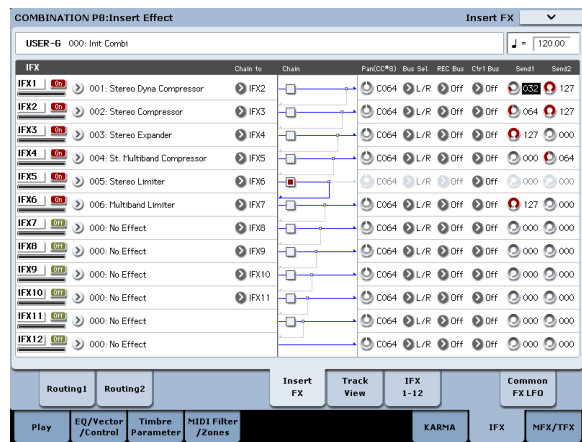 COMBINATION P8:Insert Effect Insert FX
USER-G 000: Init Combi ♩ = 120.00
IFX Chain to Chain Pan(CC#8) Bus Sel. REC Bus Ctrl Bus Send1 Send2
IFX1 On 001: Stereo Dyna Compressor IFX2 C064 L/R Off Off 032 127
IFX2 On 002: Stereo Compressor IFX3 C064 L/R Off Off 064 127
IFX3 On 003: Stereo Expander IFX4 C064 L/R Off Off 127 000
IFX4 On 004: St. Multiband Compressor IFX5 C064 L/R Off Off 000 064
IFX5 On 005: Stereo Limiter IFX6 C064 L/R Off Off 000 000
IFX6 On 006: Multiband Limiter IFX7 C064 L/R Off Off 127 000
IFX7 Off 000: No Effect IFX8 C064 L/R Off Off 000 000
IFX8 Off 000: No Effect IFX9 C064 L/R Off Off 000 000
IFX9 Off 000: No Effect IFX10 C064 L/R Off Off 000 000
IFX10 Off 000: No Effect IFX11 C064 L/R Off Off 000 000
IFX11 Off 000: No Effect C064 L/R Off Off 000 000
IFX12 Off 000: No Effect C064 L/R Off Off 000 000
Routing1 Routing2 Insert FX Track View IFX 1-12 Common FX LFO
Play EQ/Vector /Control Timbre Parameter MIDI Filter /Zones KARMA IFX MFX/TFX